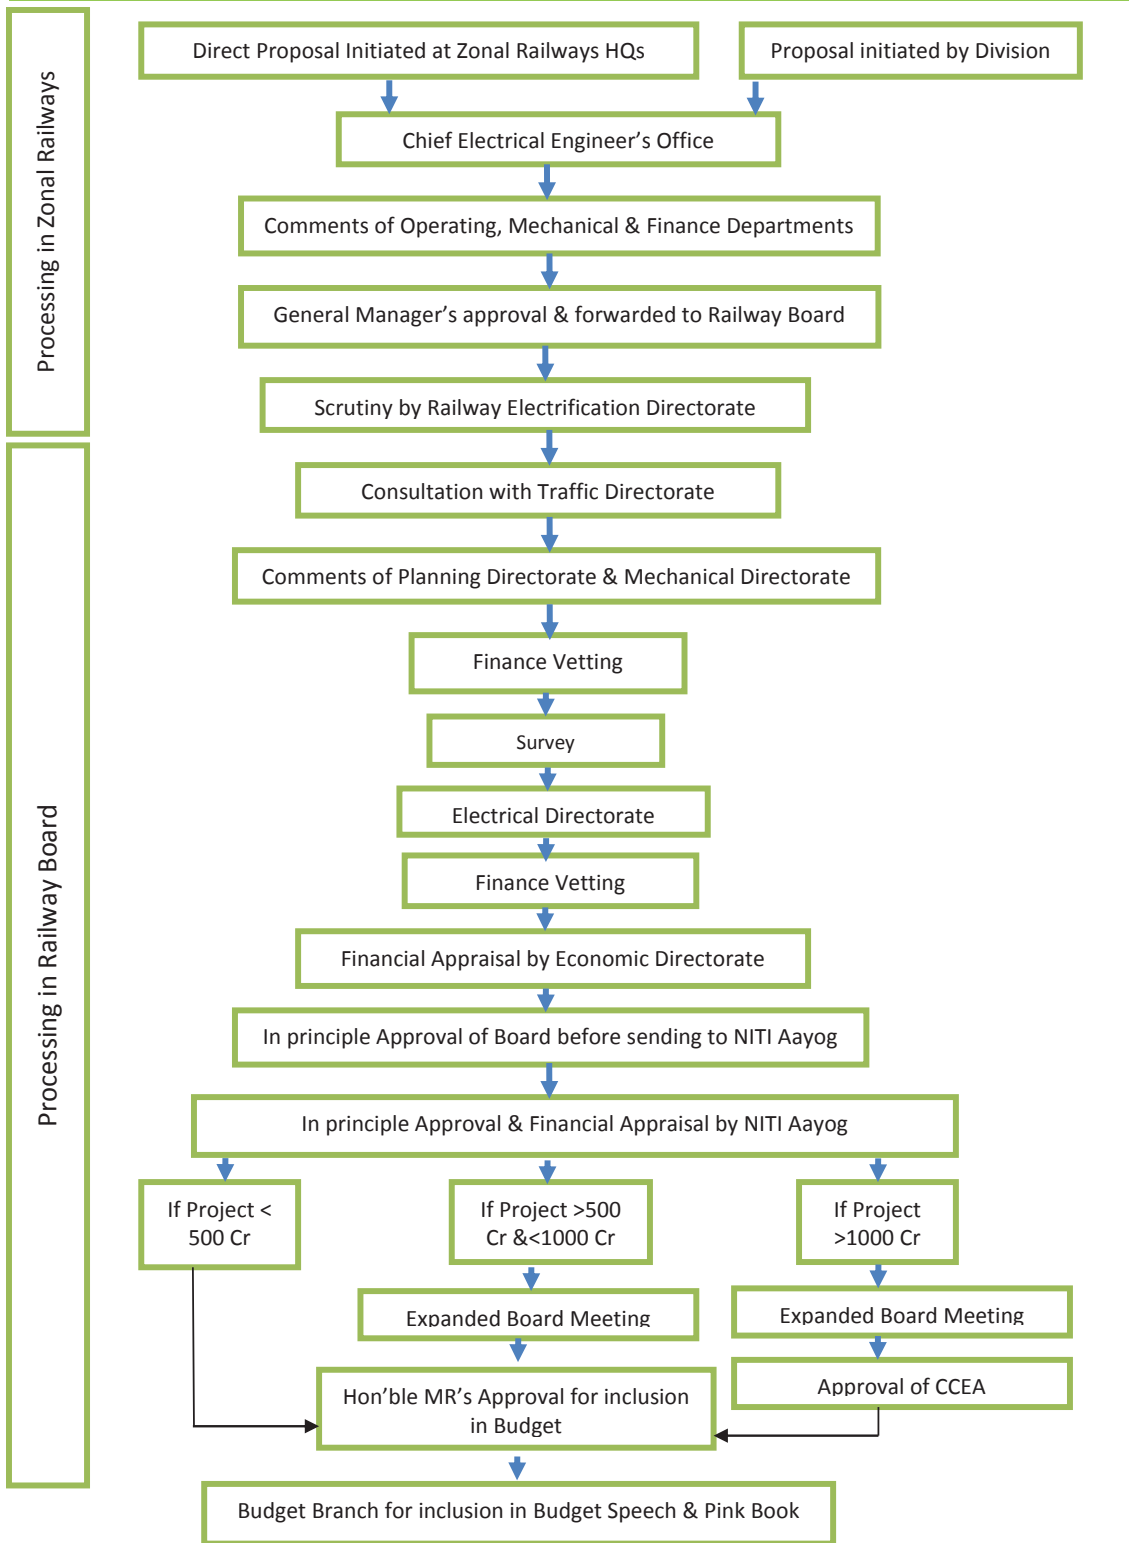 Processing in Zonal Railways
Direct Proposal Initiated at Zonal Railways HQs
Proposal initiated by Division
Chief Electrical Engineer’s Office
Comments of Operating, Mechanical & Finance Departments
General Manager’s approval & forwarded to Railway Board
Scrutiny by Railway Electrification Directorate
Processing in Railway Board
Consultation with Traffic Directorate
Comments of Planning Directorate & Mechanical Directorate
Finance Vetting
Survey
Electrical Directorate
Finance Vetting
Financial Appraisal by Economic Directorate
In principle Approval of Board before sending to NITI Aayog
In principle Approval & Financial Appraisal by NITI Aayog
If Project <
500 Cr
If Project >500
Cr &<1000 Cr
If Project
>1000 Cr
Expanded Board Meeting
Expanded Board Meeting
Approval of CCEA
Hon’ble MR’s Approval for inclusion
in Budget
Budget Branch for inclusion in Budget Speech & Pink Book